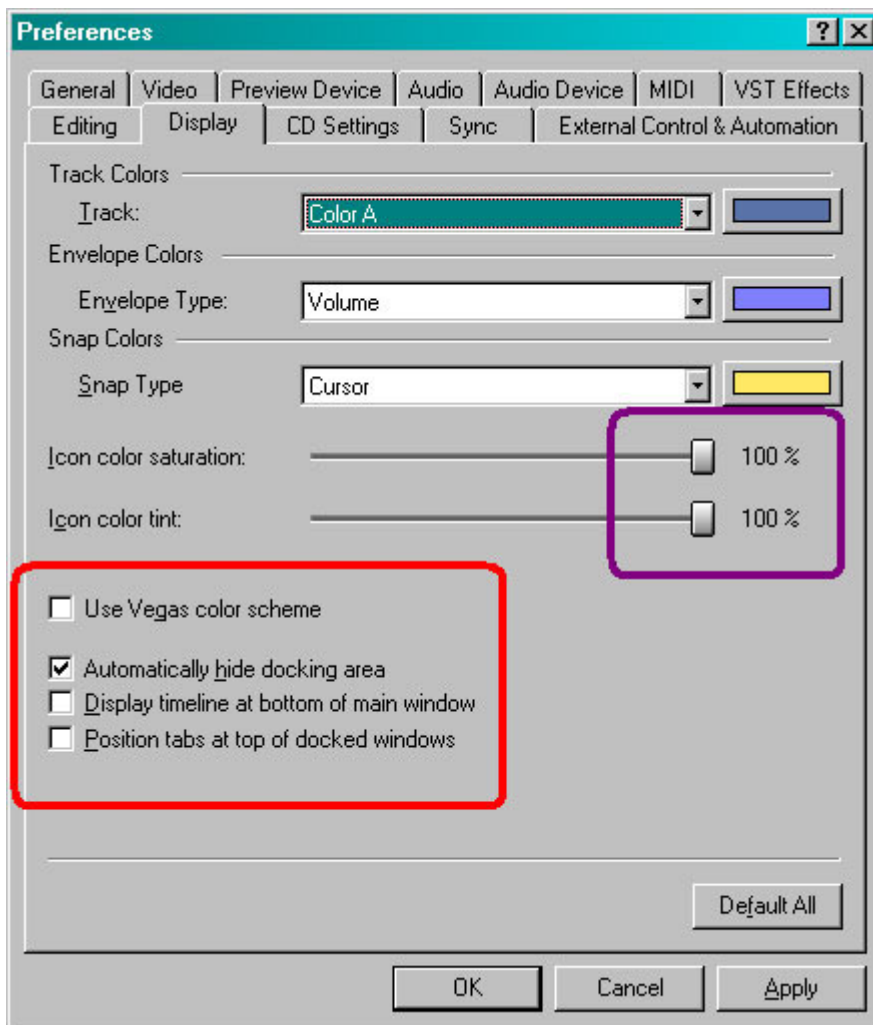 Preferences
General Video Preview Device Audio Audio Device MIDI VST Effects
Editing Display CD Settings Sync External Control & Automation
Track Colors
Track: Color A
Envelope Colors
Envelope Type: Volume
Snap Colors
Snap Type Cursor
Icon color saturation: 100 %
Icon color tint: 100 %
Use Vegas color scheme
Automatically hide docking area
Display timeline at bottom of main window
Position tabs at top of docked windows
Default All
OK Cancel Apply